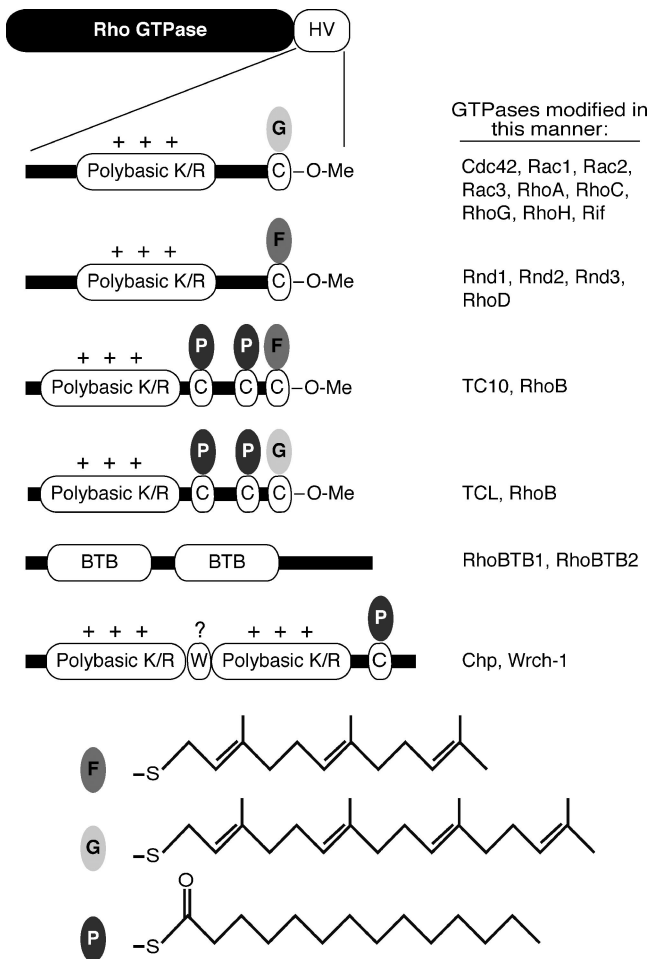 Rho GTPase HV
GTPases modified in
this manner:
G
+ + +
Polybasic K/R C –O-Me
Cdc42, Rac1, Rac2,
Rac3, RhoA, RhoC,
RhoG, RhoH, Rif
F
+ + +
Polybasic K/R C –O-Me
Rnd1, Rnd2, Rnd3,
RhoD
P P F
+ + +
Polybasic K/R C C C –O-Me
TC10, RhoB
P P G
+ + +
Polybasic K/R C C C –O-Me
TCL, RhoB
BTB BTB
RhoBTB1, RhoBTB2
P
+ + + ? + + +
Polybasic K/R W Polybasic K/R C
Chp, Wrch-1
F –S
G –S
O
P –S